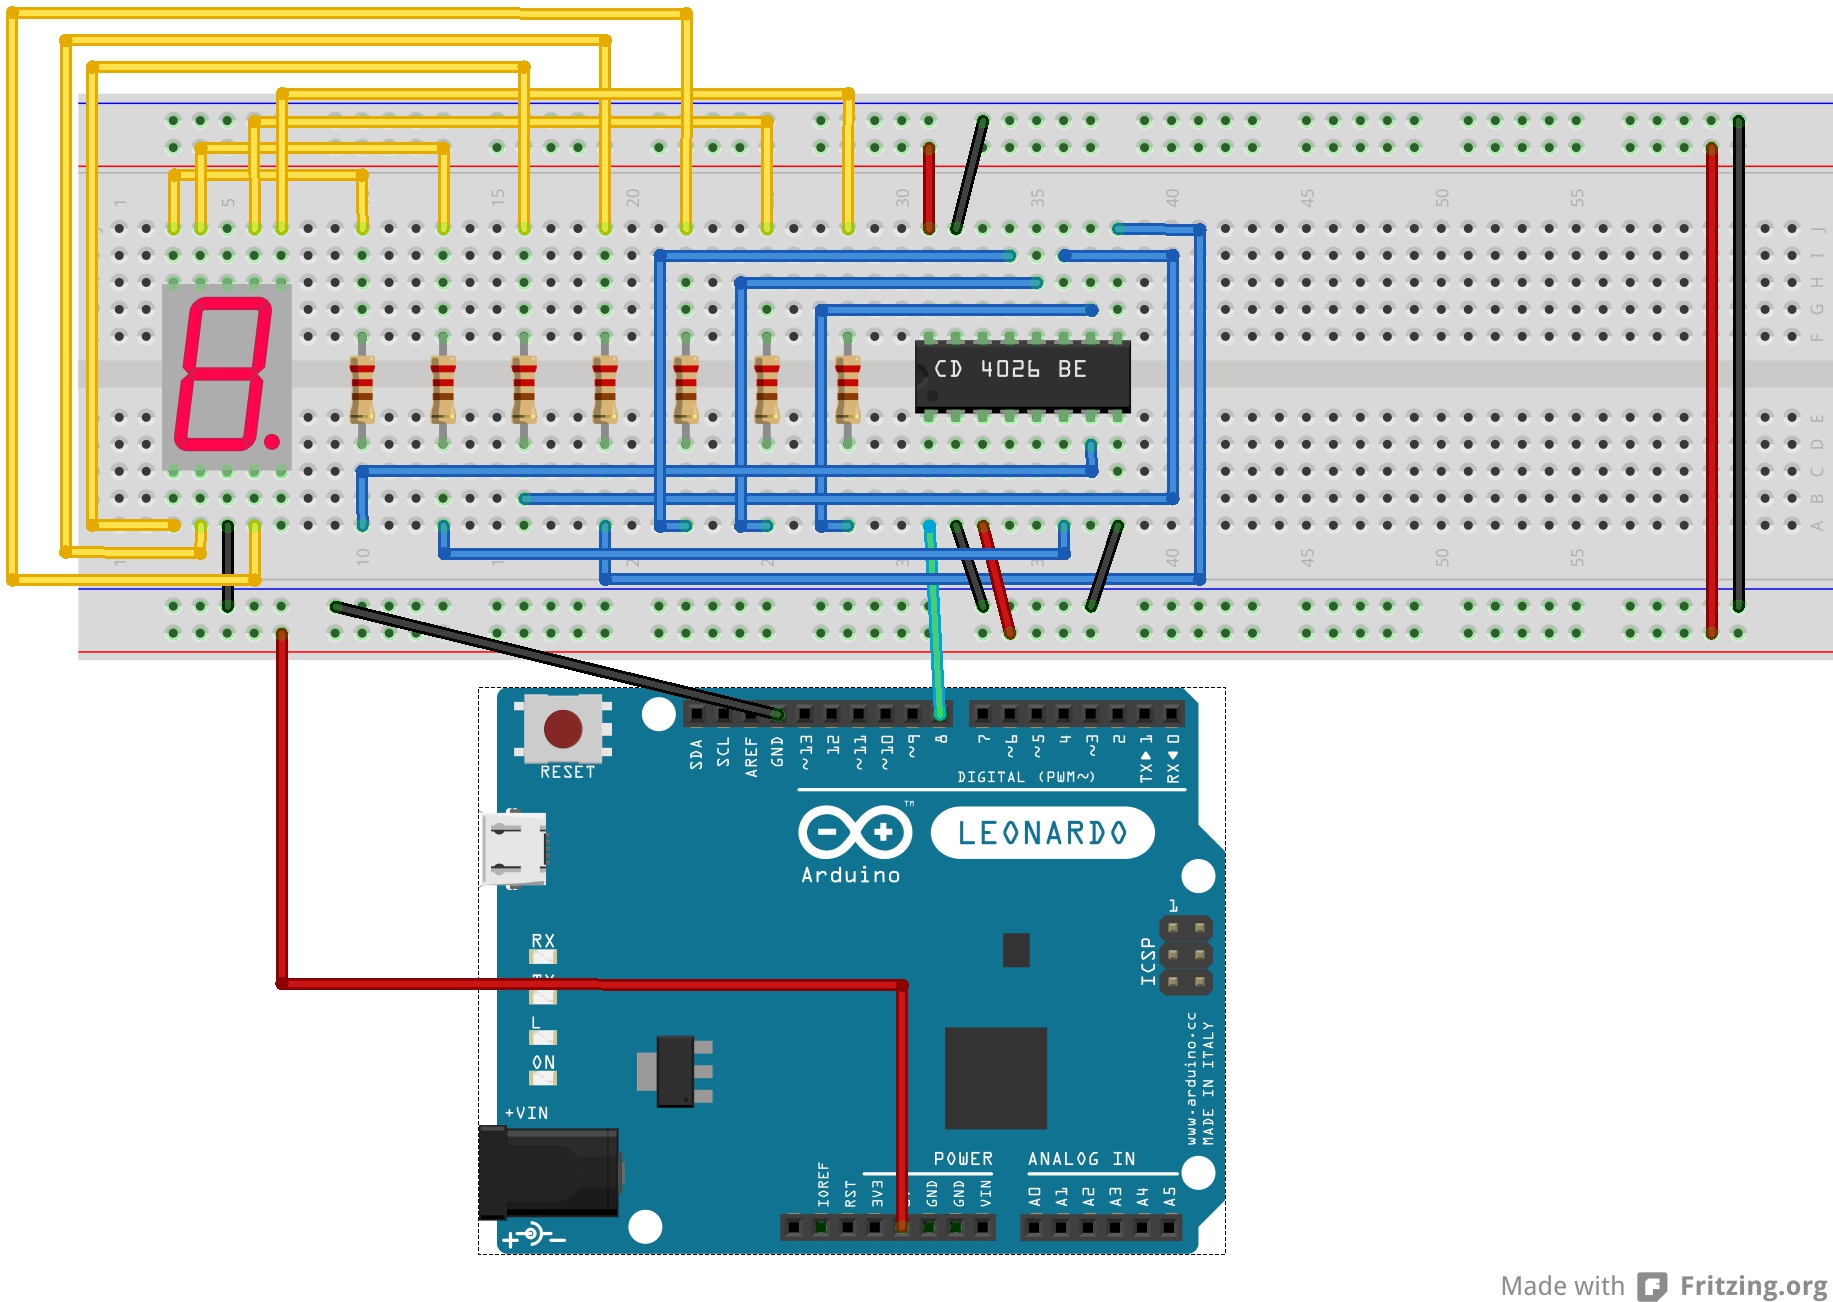 1 5 15 20 30 35 40 45 50 55
J
I
H
G
F
CD 4026 BE
E
D
C
B
A
10 40 45 50 55
RESET
SDA SCL AREF GND ~13 12 ~11 ~10 ~9 8 7 ~6 ~5 4 ~3 2 TX 1 RX 0
DIGITAL (PWM~)
TM
LEONARDO
Arduino
1
ICSP
RX
L
ON
www.arduino.cc
MADE IN ITALY
+VIN
POWER ANALOG IN
IOREF RST 3V3 GND GND VIN A0 A1 A2 A3 A4 A5
Made with Fritzing.org